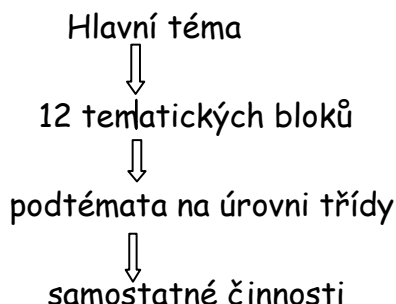 Hlavní téma
12 tematických bloků
podtémata na úrovni třídy
samostatné činnosti